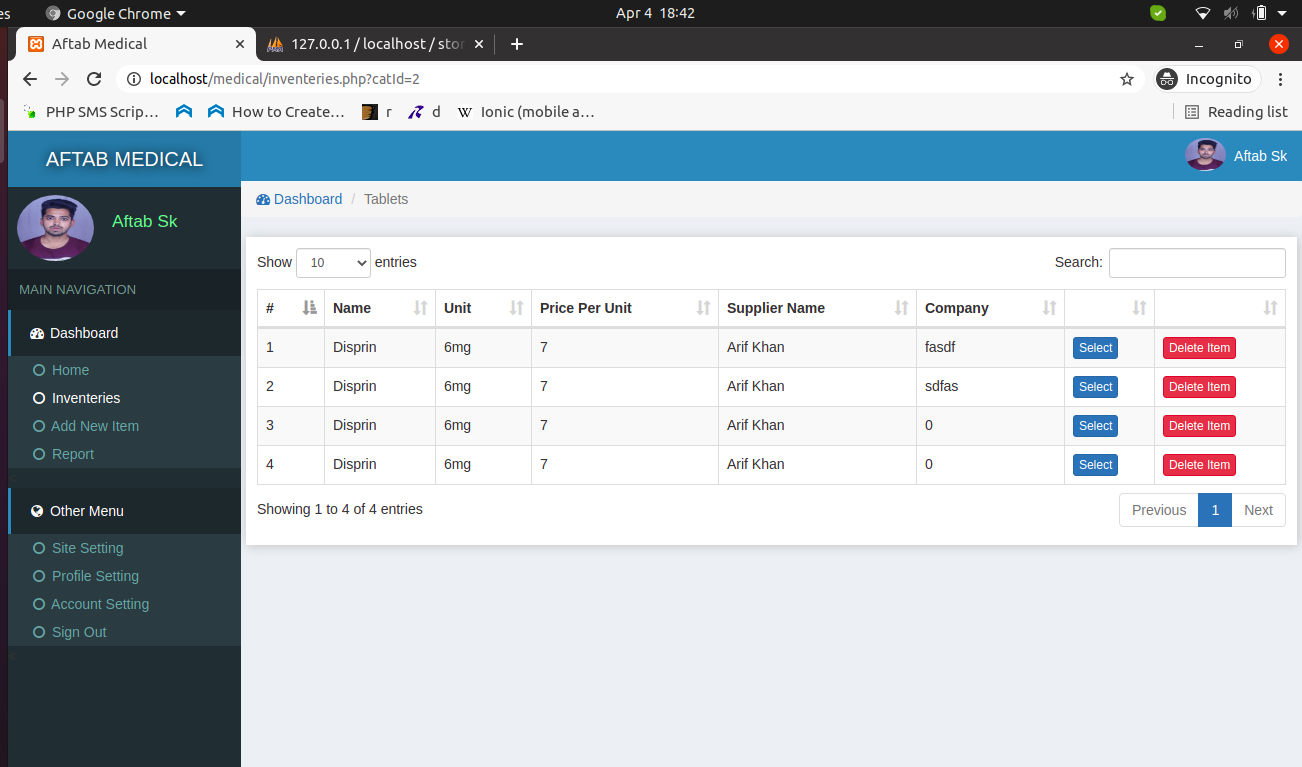 es Google Chrome Apr 4 18:42
Aftab Medical 127.0.0.1 / localhost / stor
localhost/medical/inventeries.php?catId=2 Incognito
PHP SMS Scrip… How to Create… r d W Ionic (mobile a… Reading list
AFTAB MEDICAL Aftab Sk
Aftab Sk
MAIN NAVIGATION
Dashboard
Home
Inventeries
Add New Item
Report
Other Menu
Site Setting
Profile Setting
Account Setting
Sign Out
Dashboard / Tablets
Show 10 entries Search:
# Name Unit Price Per Unit Supplier Name Company
1 Disprin 6mg 7 Arif Khan fasdf Select Delete Item
2 Disprin 6mg 7 Arif Khan sdfas Select Delete Item
3 Disprin 6mg 7 Arif Khan 0 Select Delete Item
4 Disprin 6mg 7 Arif Khan 0 Select Delete Item
Showing 1 to 4 of 4 entries Previous 1 Next